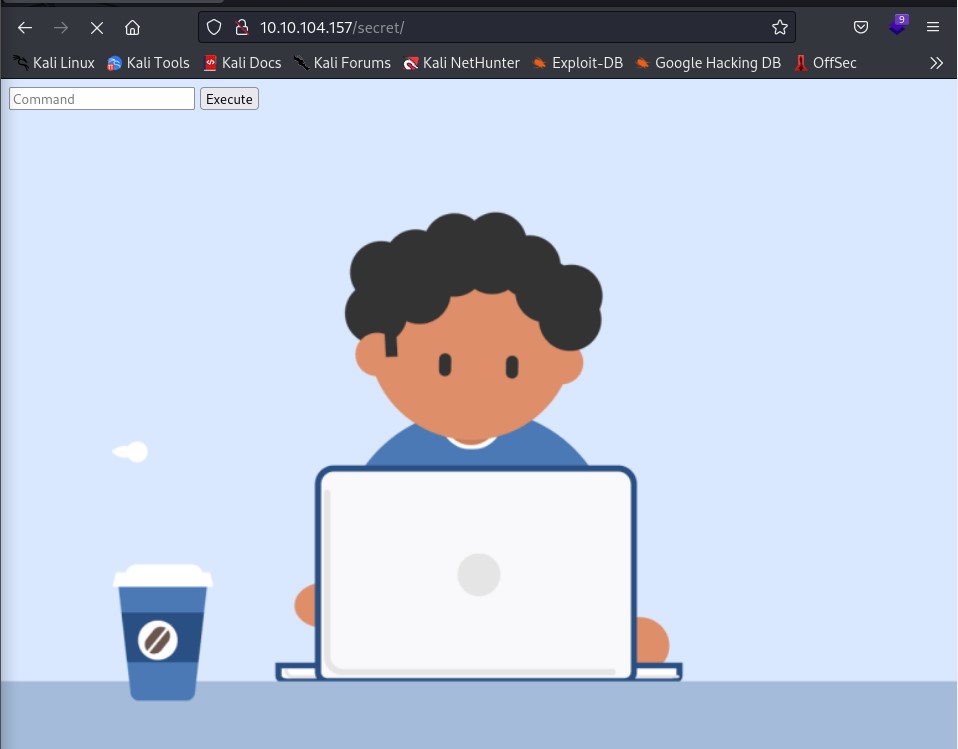 10.10.104.157/secret/
9
Kali Linux Kali Tools Kali Docs Kali Forums Kali NetHunter Exploit-DB Google Hacking DB OffSec
Command Execute